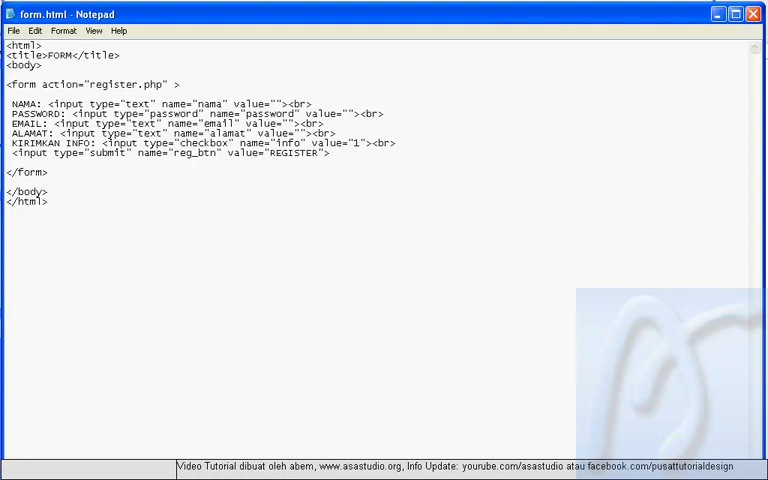 form.html - Notepad
File Edit Format View Help
<html>
<title>FORM</title>
<body>
<form action="register.php" >
NAMA: <input type="text" name="nama" value=""><br>
PASSWORD: <input type="password" name="password" value=""><br>
EMAIL: <input type="text" name="email" value=""><br>
ALAMAT: <input type="text" name="alamat" value=""><br>
KIRIMKAN INFO: <input type="checkbox" name="info" value="1"><br>
<input type="submit" name="reg_btn" value="REGISTER">
</form>
</body>
</html>
Video Tutorial dibuat oleh abem, www.asastudio.org, Info Update: yourube.com/asastudio atau facebook.com/pusattutorialdesign